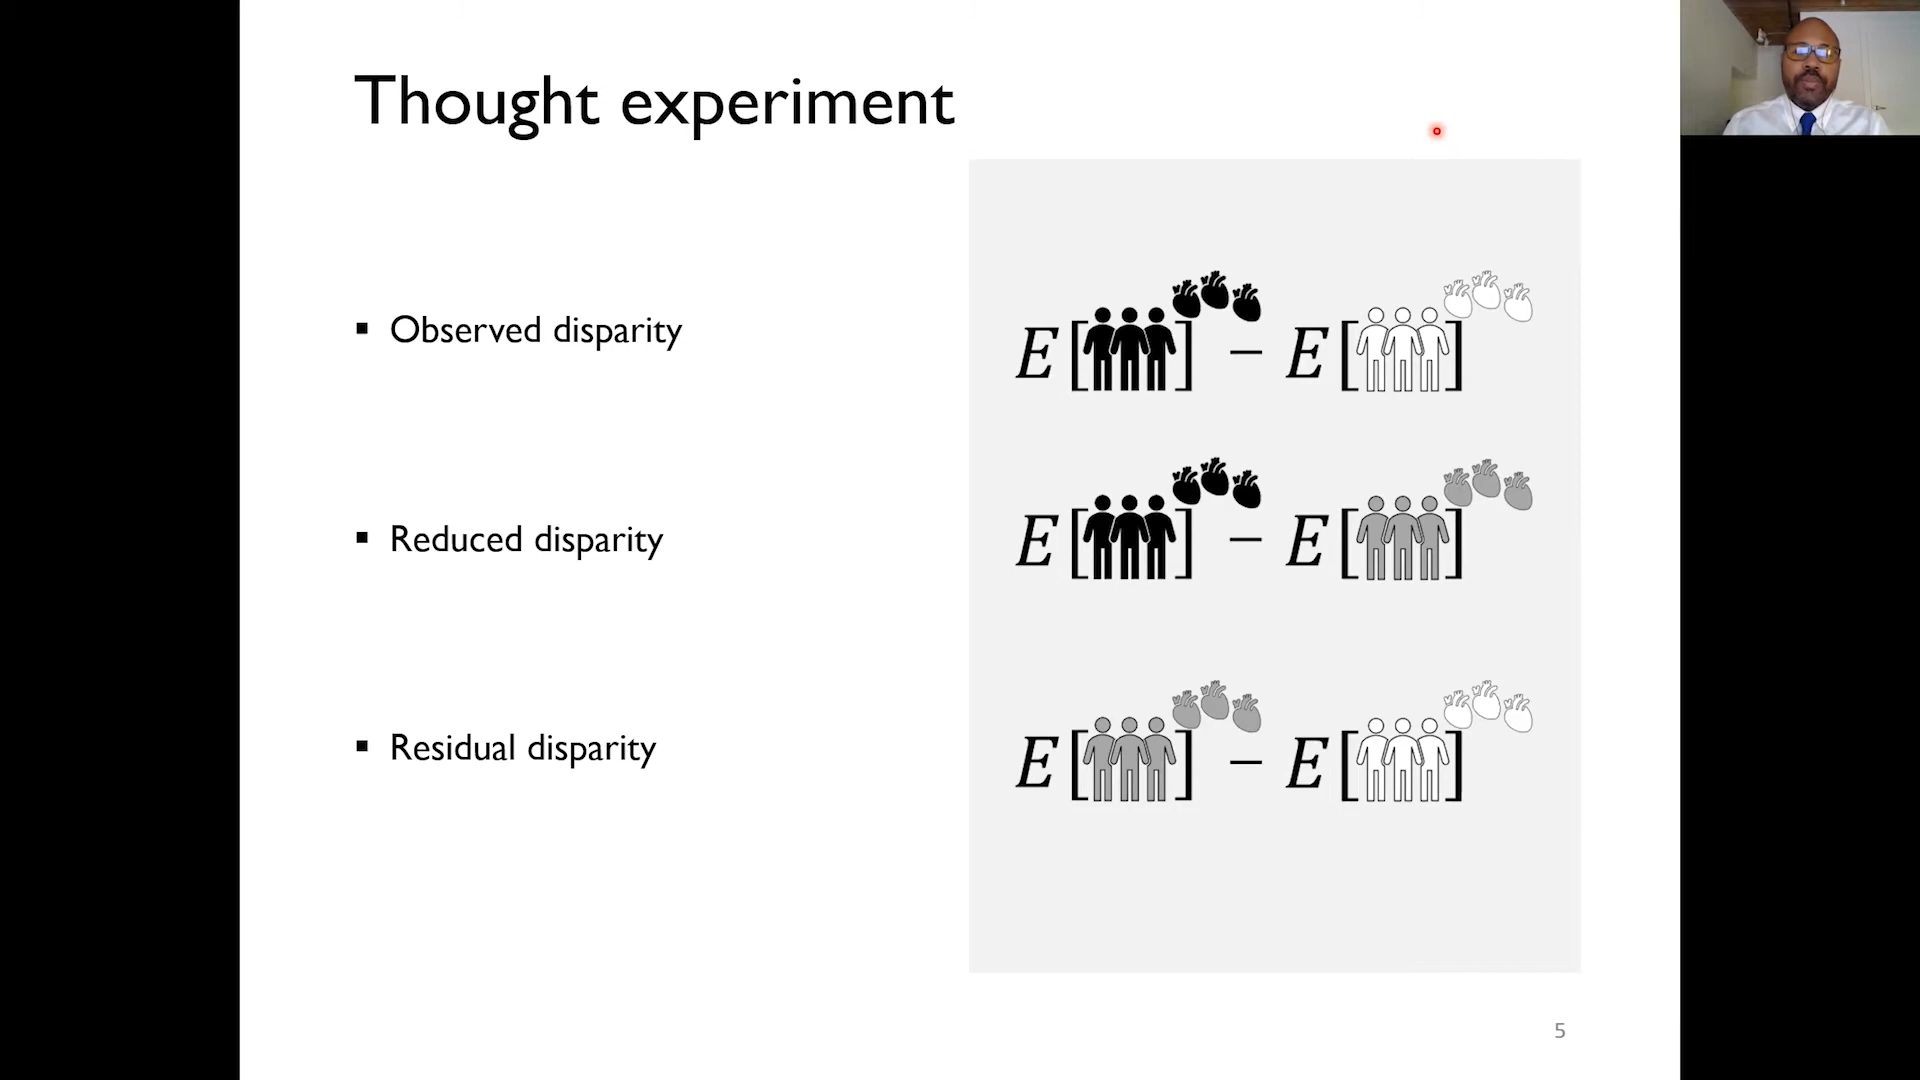 Thought experiment
▪ Observed disparity
E[ ] − E[ ]
▪ Reduced disparity
E[ ] − E[ ]
▪ Residual disparity
E[ ] − E[ ]
5